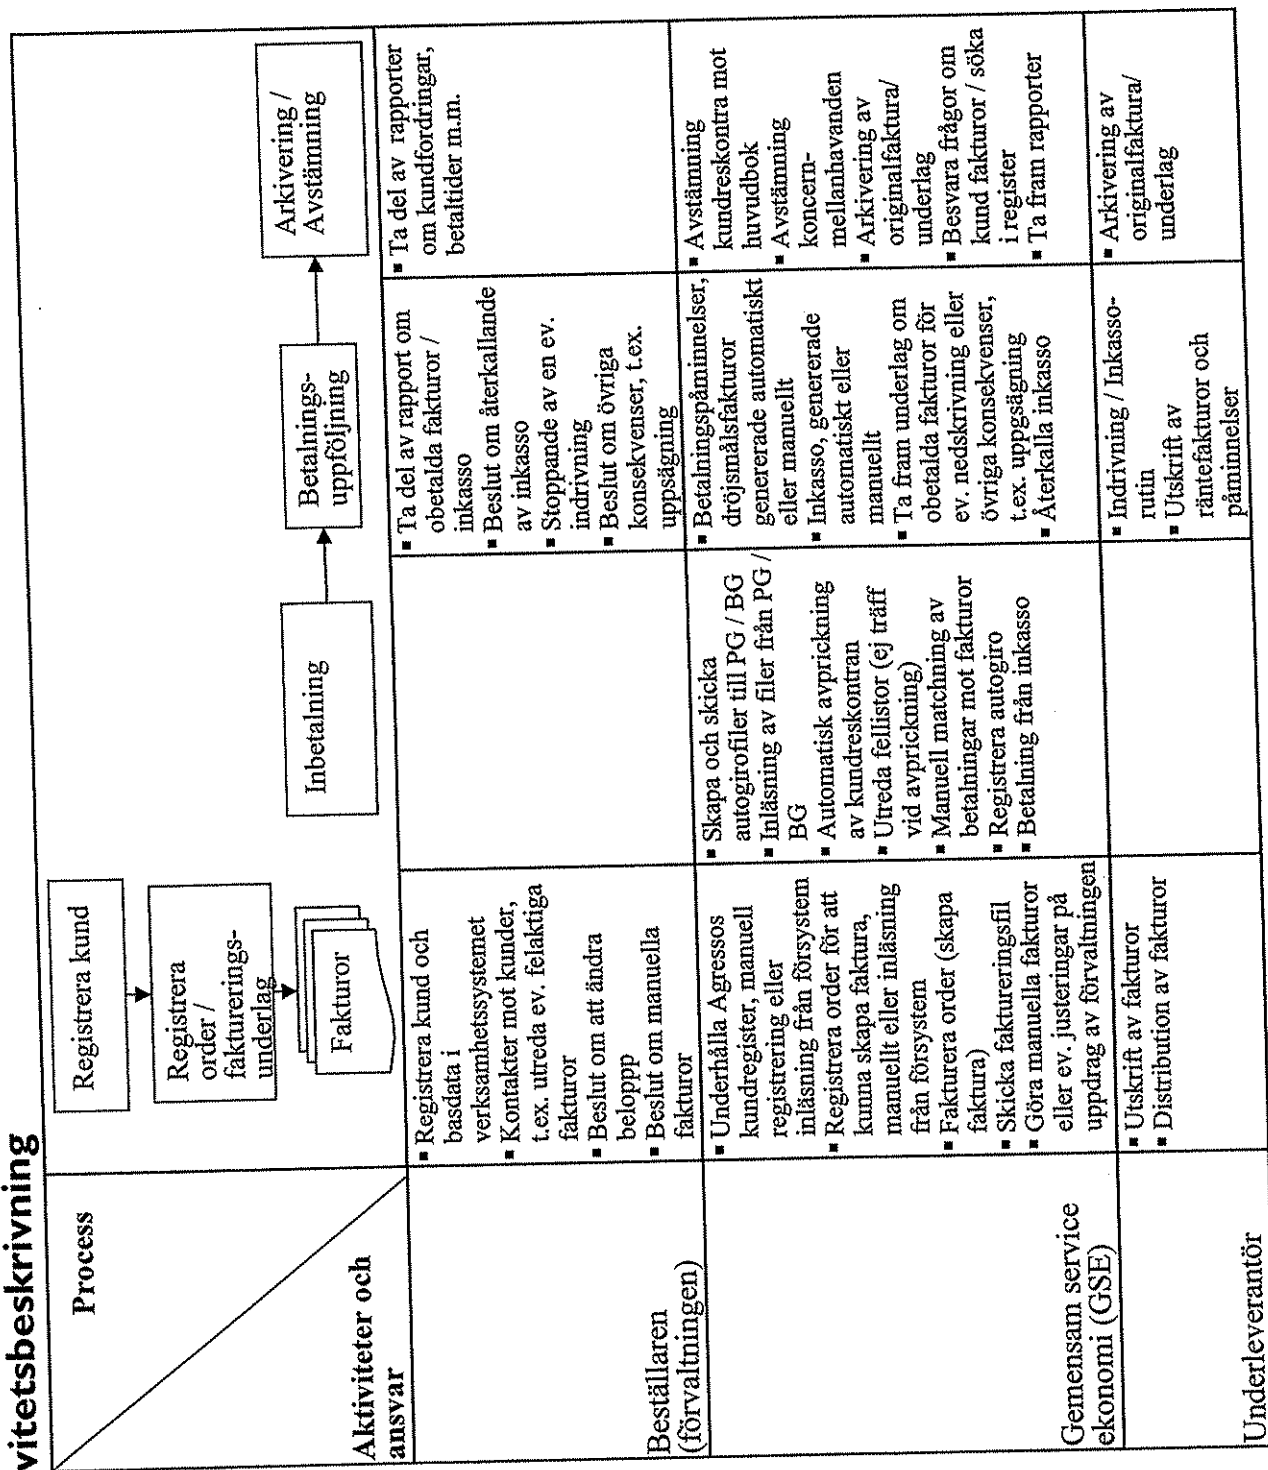 vitetsbeskrivning
Process
Aktiviteter och
ansvar
Registrera kund
Registrera
order /
fakturerings-
underlag
Fakturor
Inbetalning
Betalnings-
uppföljning
Arkivering /
Avstämning
Beställaren
(förvaltningen)
▪ Registrera kund och
basdata i
verksamhetssystemet
▪ Kontakter mot kunder,
t.ex. utreda ev. felaktiga
fakturor
▪ Beslut om att ändra
beloppp
▪ Beslut om manuella
fakturor
▪ Ta del av rapport om
obetalda fakturor /
inkasso
▪ Beslut om återkallande
av inkasso
▪ Stoppande av en ev.
indrivning
▪ Beslut om övriga
konsekvenser, t.ex.
uppsägning
▪ Ta del av rapporter
om kundfordringar,
betaltider m.m.
Gemensam service
ekonomi (GSE)
▪ Underhålla Agressos
kundregister, manuell
registrering eller
inläsning från försystem
▪ Registrera order för att
kunna skapa faktura,
manuellt eller inläsning
från försystem
▪ Fakturera order (skapa
faktura)
▪ Skicka faktureringsfil
▪ Göra manuella fakturor
eller ev. justeringar på
uppdrag av förvaltningen
▪ Skapa och skicka
autogirofiler till PG / BG
▪ Inläsning av filer från PG /
BG
▪ Automatisk avprickning
av kundreskontran
▪ Utreda fellistor (ej träff
vid avprickning)
▪ Manuell matchning av
betalningar mot fakturor
▪ Registrera autogiro
▪ Betalning från inkasso
▪ Betalningspåminnelser,
dröjsmålsfakturor
genererade automatiskt
eller manuellt
▪ Inkasso, genererade
automatiskt eller
manuellt
▪ Ta fram underlag om
obetalda fakturor för
ev. nedskrivning eller
övriga konsekvenser,
t.ex. uppgsägning
▪ Återkalla inkasso
▪ Avstämning
kundreskontra mot
huvudbok
▪ Avstämning
koncern-
mellanhavanden
▪ Arkivering av
originalfaktura/
underlag
▪ Besvara frågor om
kund fakturor / söka
i register
▪ Ta fram rapporter
Underleverantör
▪ Utskrift av fakturor
▪ Distribution av fakturor
▪ Indrivning / Inkasso-
rutin
▪ Utskrift av
räntefakturor och
påminnelser
▪ Arkivering av
originalfaktura/
underlag